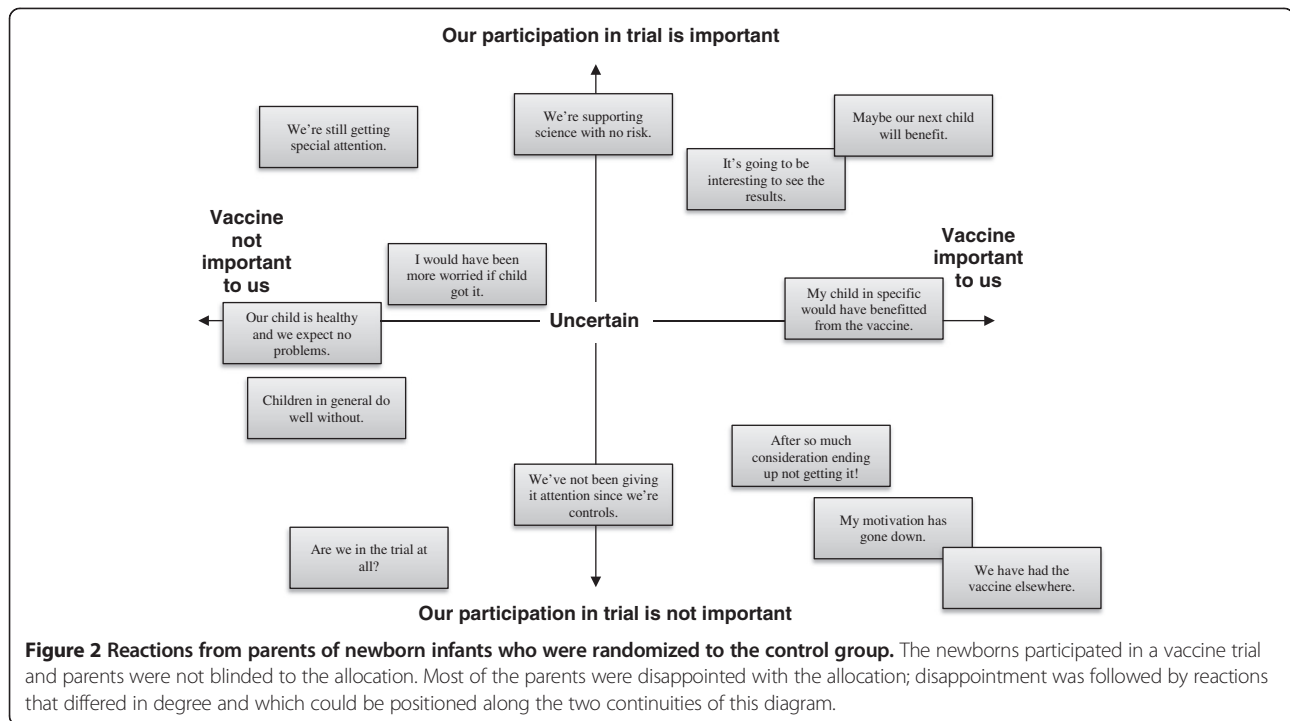 Our participation in trial is important
We're still getting
special attention.
We're supporting
science with no risk.
Maybe our next child
will benefit.
It's going to be
interesting to see the
results.
Vaccine
not
important
to us
I would have been
more worried if child
got it.
Vaccine
important
to us
Our child is healthy
and we expect no
problems.
Uncertain
My child in specific
would have benefitted
from the vaccine.
Children in general do
well without.
After so much
consideration ending
up not getting it!
We've not been giving
it attention since we're
controls.
My motivation has
gone down.
Are we in the trial at
all?
We have had the
vaccine elsewhere.
Our participation in trial is not important
Figure 2 Reactions from parents of newborn infants who were randomized to the control group. The newborns participated in a vaccine trial
and parents were not blinded to the allocation. Most of the parents were disappointed with the allocation; disappointment was followed by reactions
that differed in degree and which could be positioned along the two continuities of this diagram.